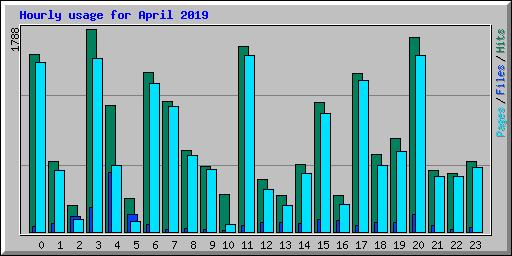 Hourly usage for April 2019
1788
Pages/Files/Hits
0 1 2 3 4 5 6 7 8 9 10 11 12 13 14 15 16 17 18 19 20 21 22 23